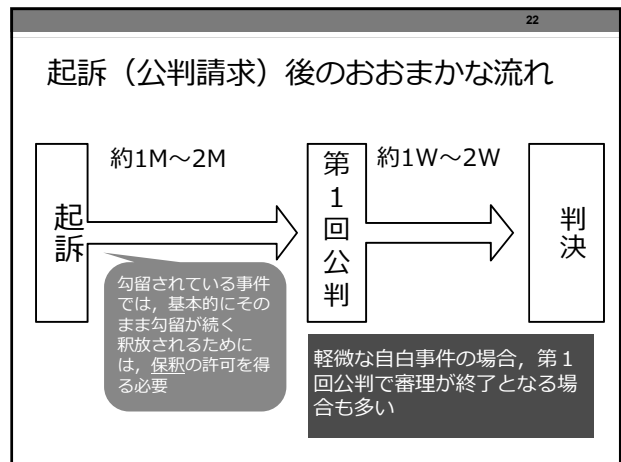 22
起訴（公判請求）後のおおまかな流れ
約1M～2M
約1W～2W
起訴
第1回公判
判決
勾留されている事件
では，基本的にその
まま勾留が続く
釈放されるために
は，保釈の許可を得
る必要
軽微な自白事件の場合，第１
回公判で審理が終了となる場
合も多い